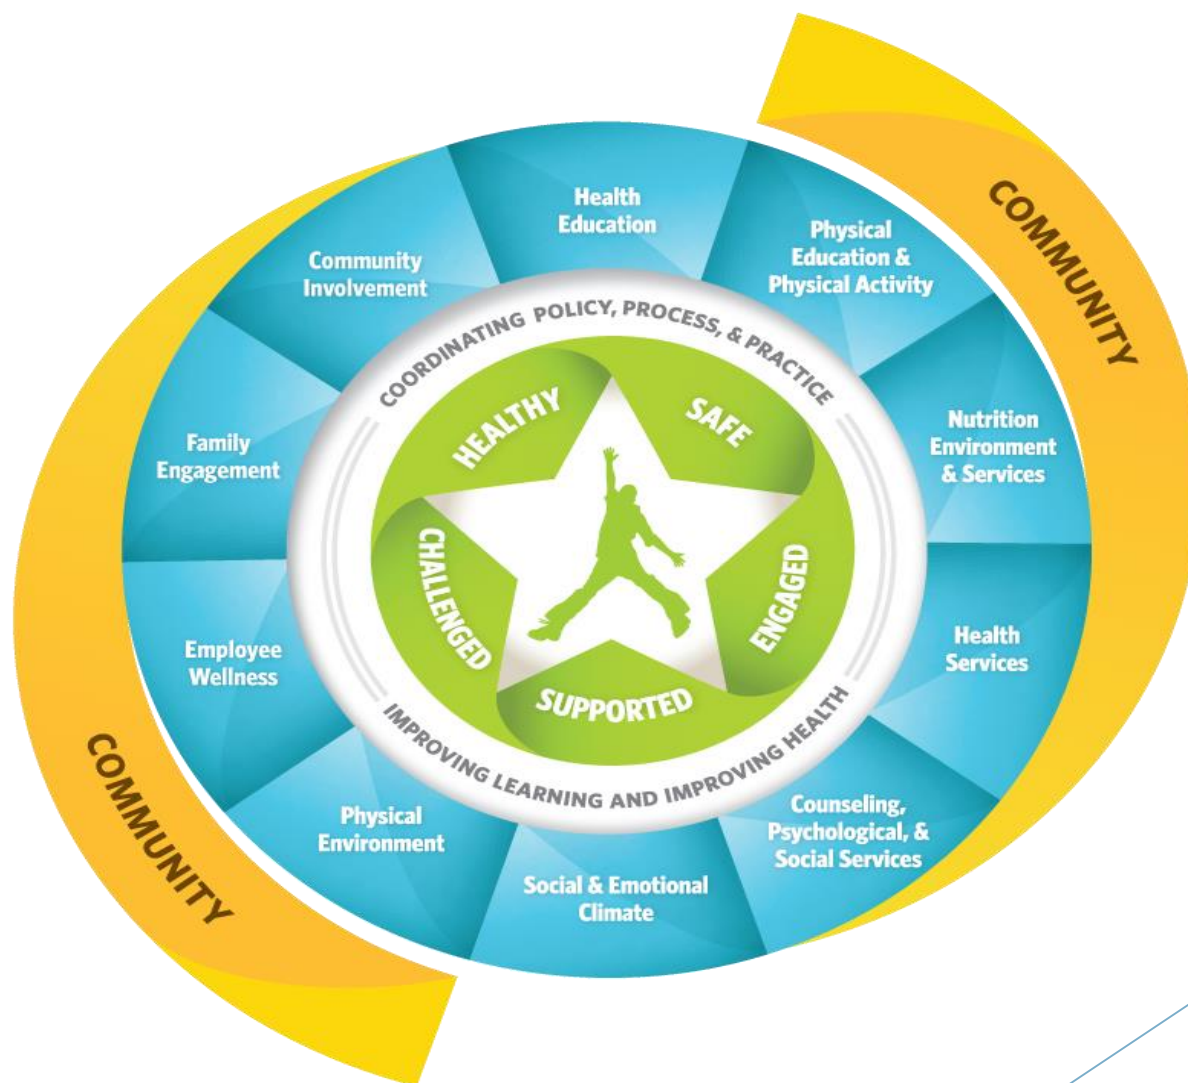 COMMUNITY
Health
Education
Physical
Education &
Physical Activity
Nutrition
Environment
& Services
Health
Services
Counseling,
Psychological, &
Social Services
Social & Emotional
Climate
Physical
Environment
Employee
Wellness
Family
Engagement
Community
Involvement
COORDINATING POLICY, PROCESS, & PRACTICE
IMPROVING LEARNING AND IMPROVING HEALTH
HEALTHY
SAFE
ENGAGED
SUPPORTED
CHALLENGED
COMMUNITY